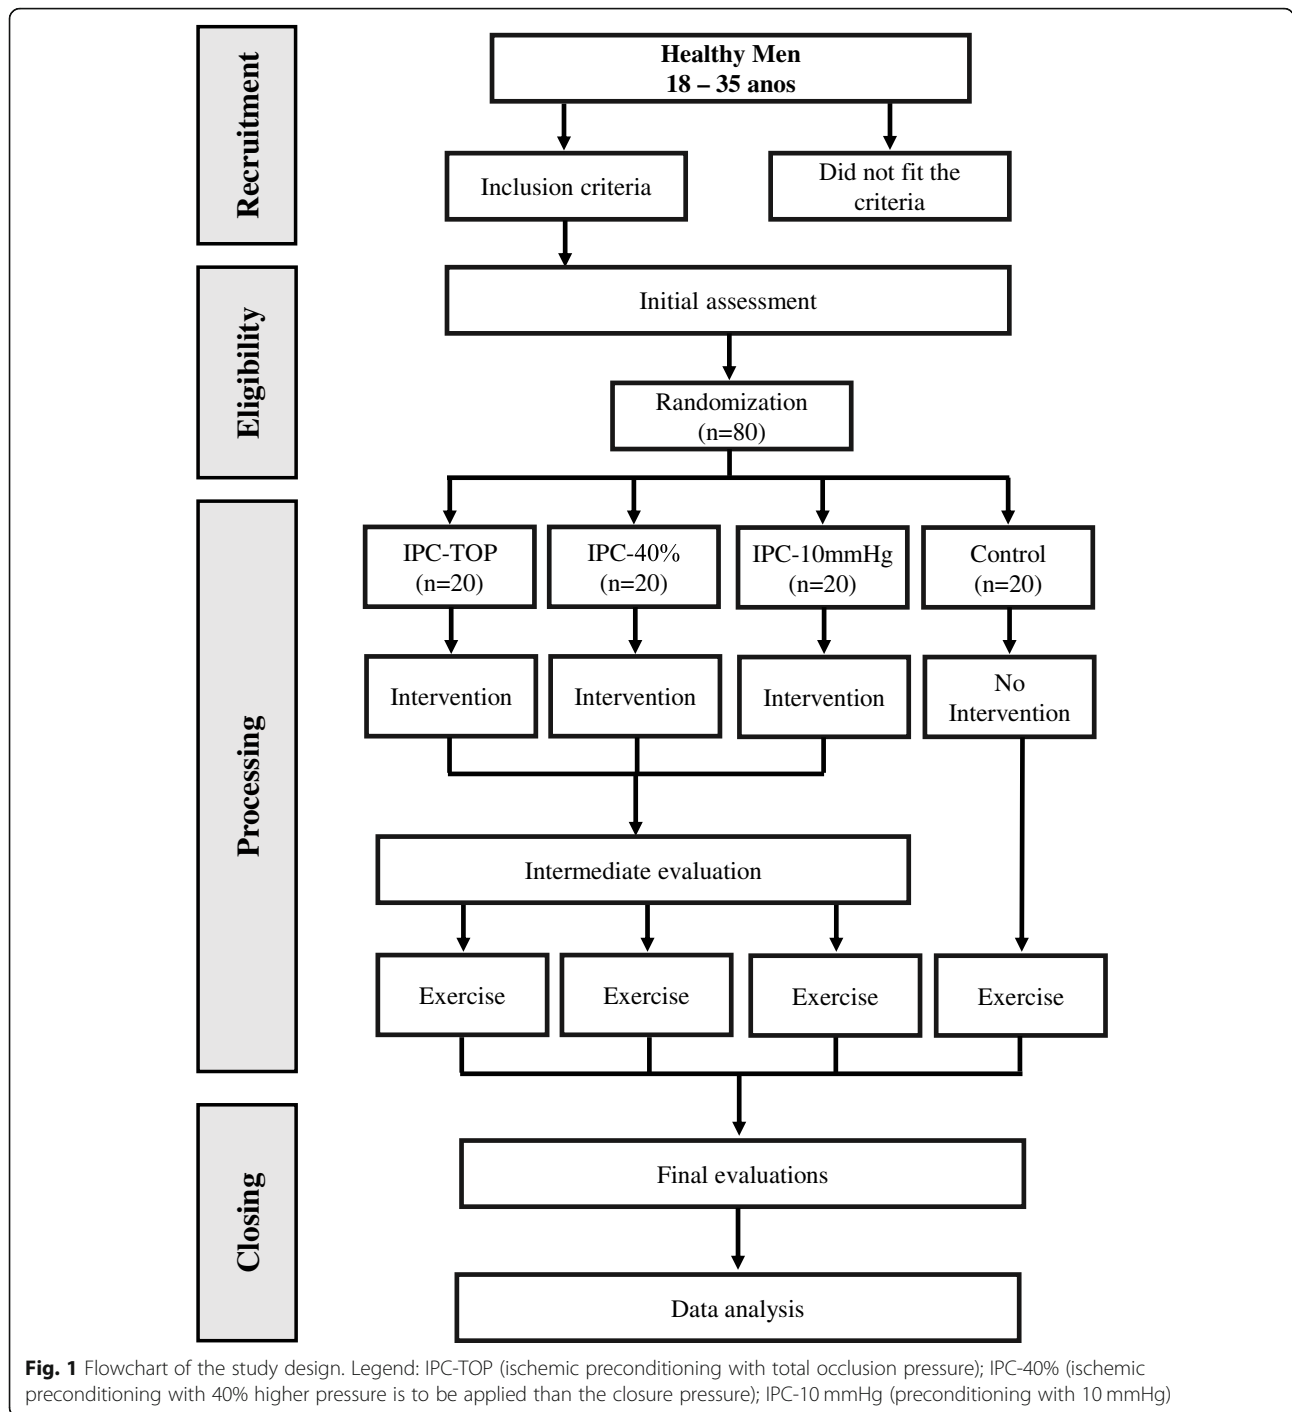 Recruitment
Healthy Men
18 – 35 anos
Inclusion criteria
Did not fit the
criteria
Eligibility
Initial assessment
Randomization
(n=80)
Processing
IPC-TOP
(n=20)
IPC-40%
(n=20)
IPC-10mmHg
(n=20)
Control
(n=20)
Intervention
Intervention
Intervention
No
Intervention
Intermediate evaluation
Exercise
Exercise
Exercise
Exercise
Closing
Final evaluations
Data analysis
Fig. 1 Flowchart of the study design. Legend: IPC-TOP (ischemic preconditioning with total occlusion pressure); IPC-40% (ischemic
preconditioning with 40% higher pressure is to be applied than the closure pressure); IPC-10 mmHg (preconditioning with 10 mmHg)